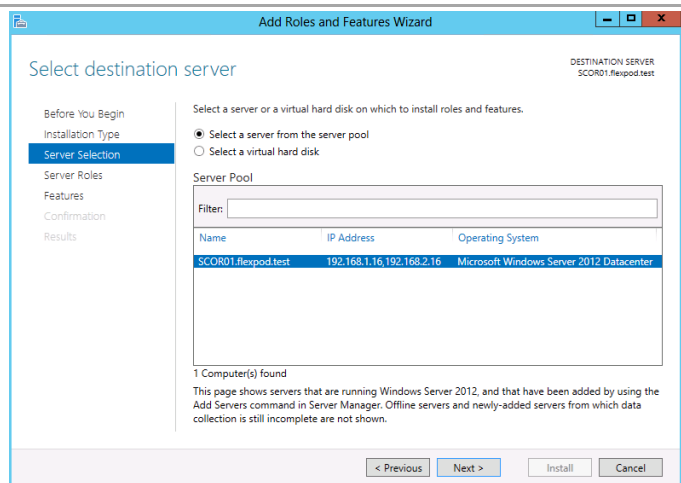 Add Roles and Features Wizard
Select destination server
DESTINATION SERVER
SCOR01.flexpod.test
Before You Begin
Installation Type
Server Selection
Server Roles
Features
Confirmation
Results
Select a server or a virtual hard disk on which to install roles and features.
Select a server from the server pool
Select a virtual hard disk
Server Pool
Filter:
Name IP Address Operating System
SCOR01.flexpod.test 192.168.1.16,192.168.2.16 Microsoft Windows Server 2012 Datacenter
1 Computer(s) found
This page shows servers that are running Windows Server 2012, and that have been added by using the
Add Servers command in Server Manager. Offline servers and newly-added servers from which data
collection is still incomplete are not shown.
< Previous Next > Install Cancel